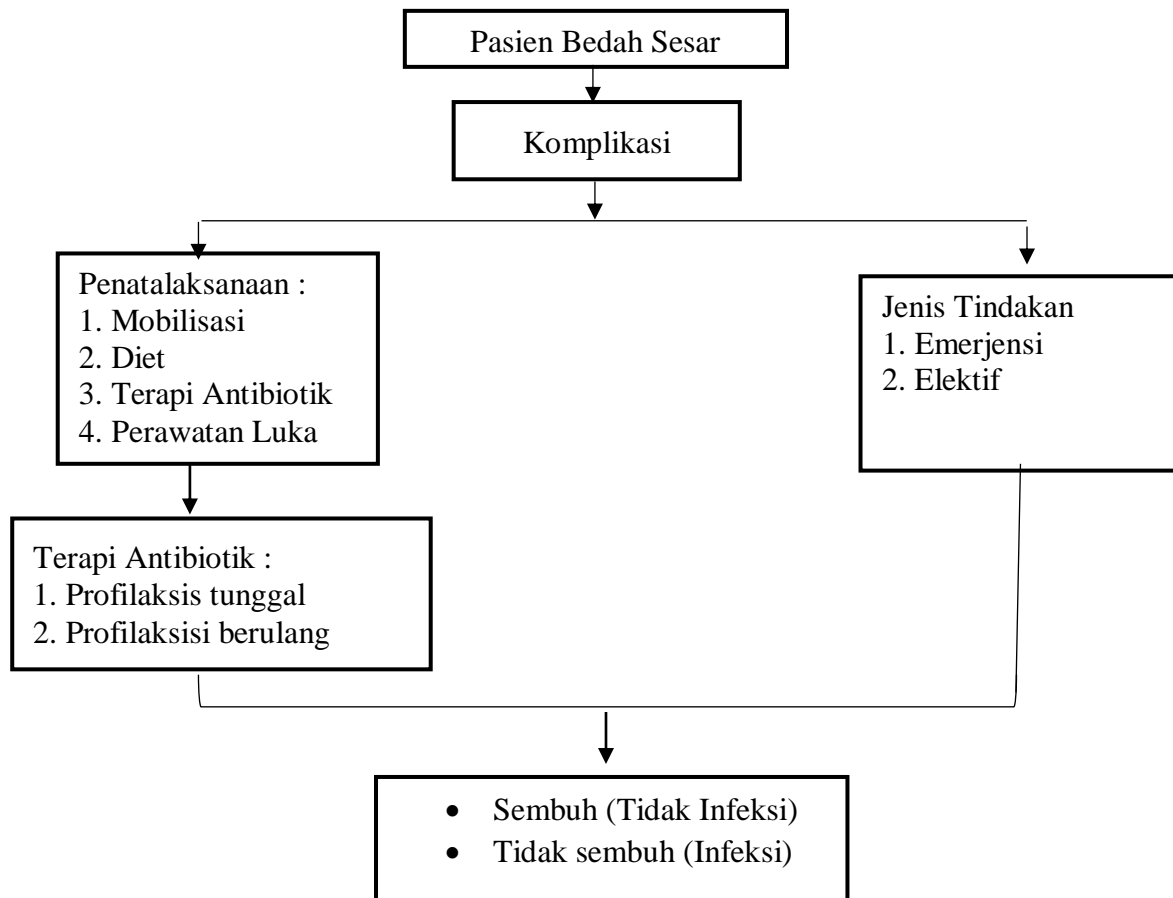 Pasien Bedah Sesar
Komplikasi
Penatalaksanaan :
1. Mobilisasi
2. Diet
3. Terapi Antibiotik
4. Perawatan Luka
Jenis Tindakan
1. Emerjensi
2. Elektif
Terapi Antibiotik :
1. Profilaksis tunggal
2. Profilaksisi berulang
• Sembuh (Tidak Infeksi)
• Tidak sembuh (Infeksi)